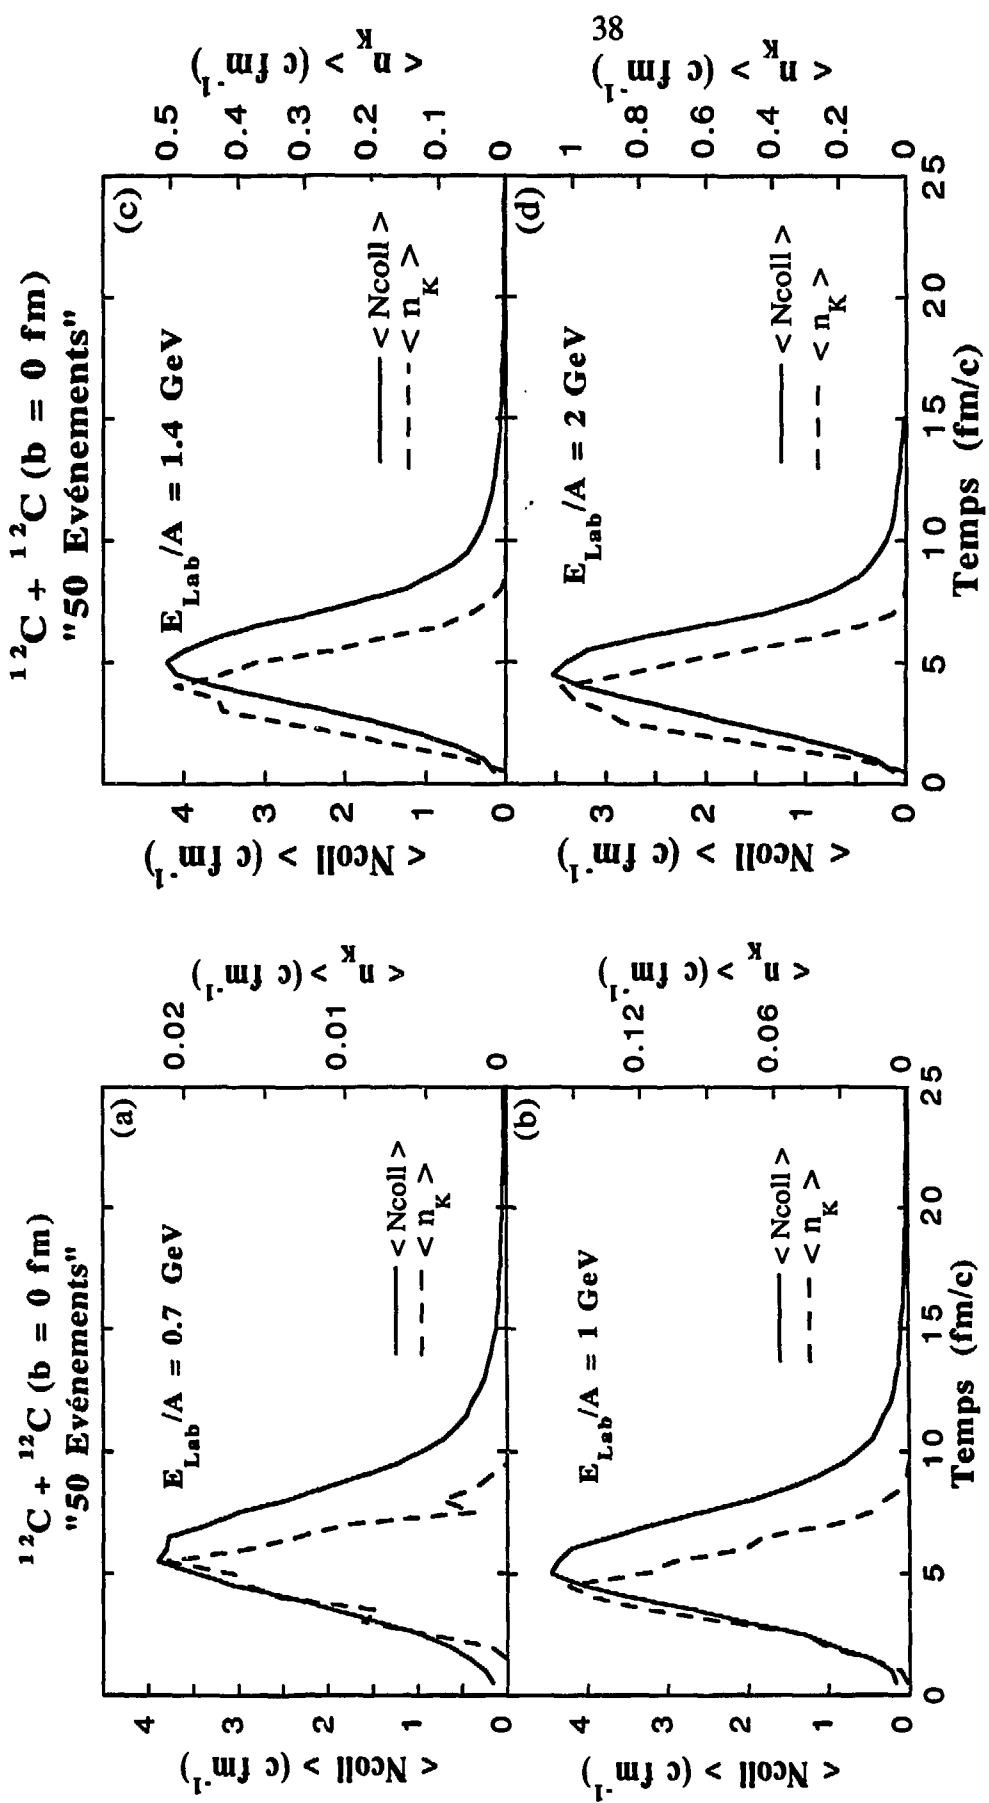 38
¹²C + ¹²C (b = 0 fm)
"50 Evénements"
(a)
E_Lab/A = 0.7 GeV
< Ncoll >
< n_K >
< Ncoll > (c fm⁻¹)
4
3
2
1
0
< n_K > (c fm⁻¹)
0.02
0.01
0
(b)
E_Lab/A = 1 GeV
< Ncoll >
< n_K >
< Ncoll > (c fm⁻¹)
4
3
2
1
0
< n_K > (c fm⁻¹)
0.12
0.06
0
0 5 10 15 20 25
Temps (fm/c)
¹²C + ¹²C (b = 0 fm)
"50 Evénements"
(c)
E_Lab/A = 1.4 GeV
< Ncoll >
< n_K >
< Ncoll > (c fm⁻¹)
4
3
2
1
0
< n_K > (c fm⁻¹)
0.5
0.4
0.3
0.2
0.1
0
(d)
E_Lab/A = 2 GeV
< Ncoll >
< n_K >
< Ncoll > (c fm⁻¹)
3
2
1
0
< n_K > (c fm⁻¹)
1
0.8
0.6
0.4
0.2
0
0 5 10 15 20 25
Temps (fm/c)